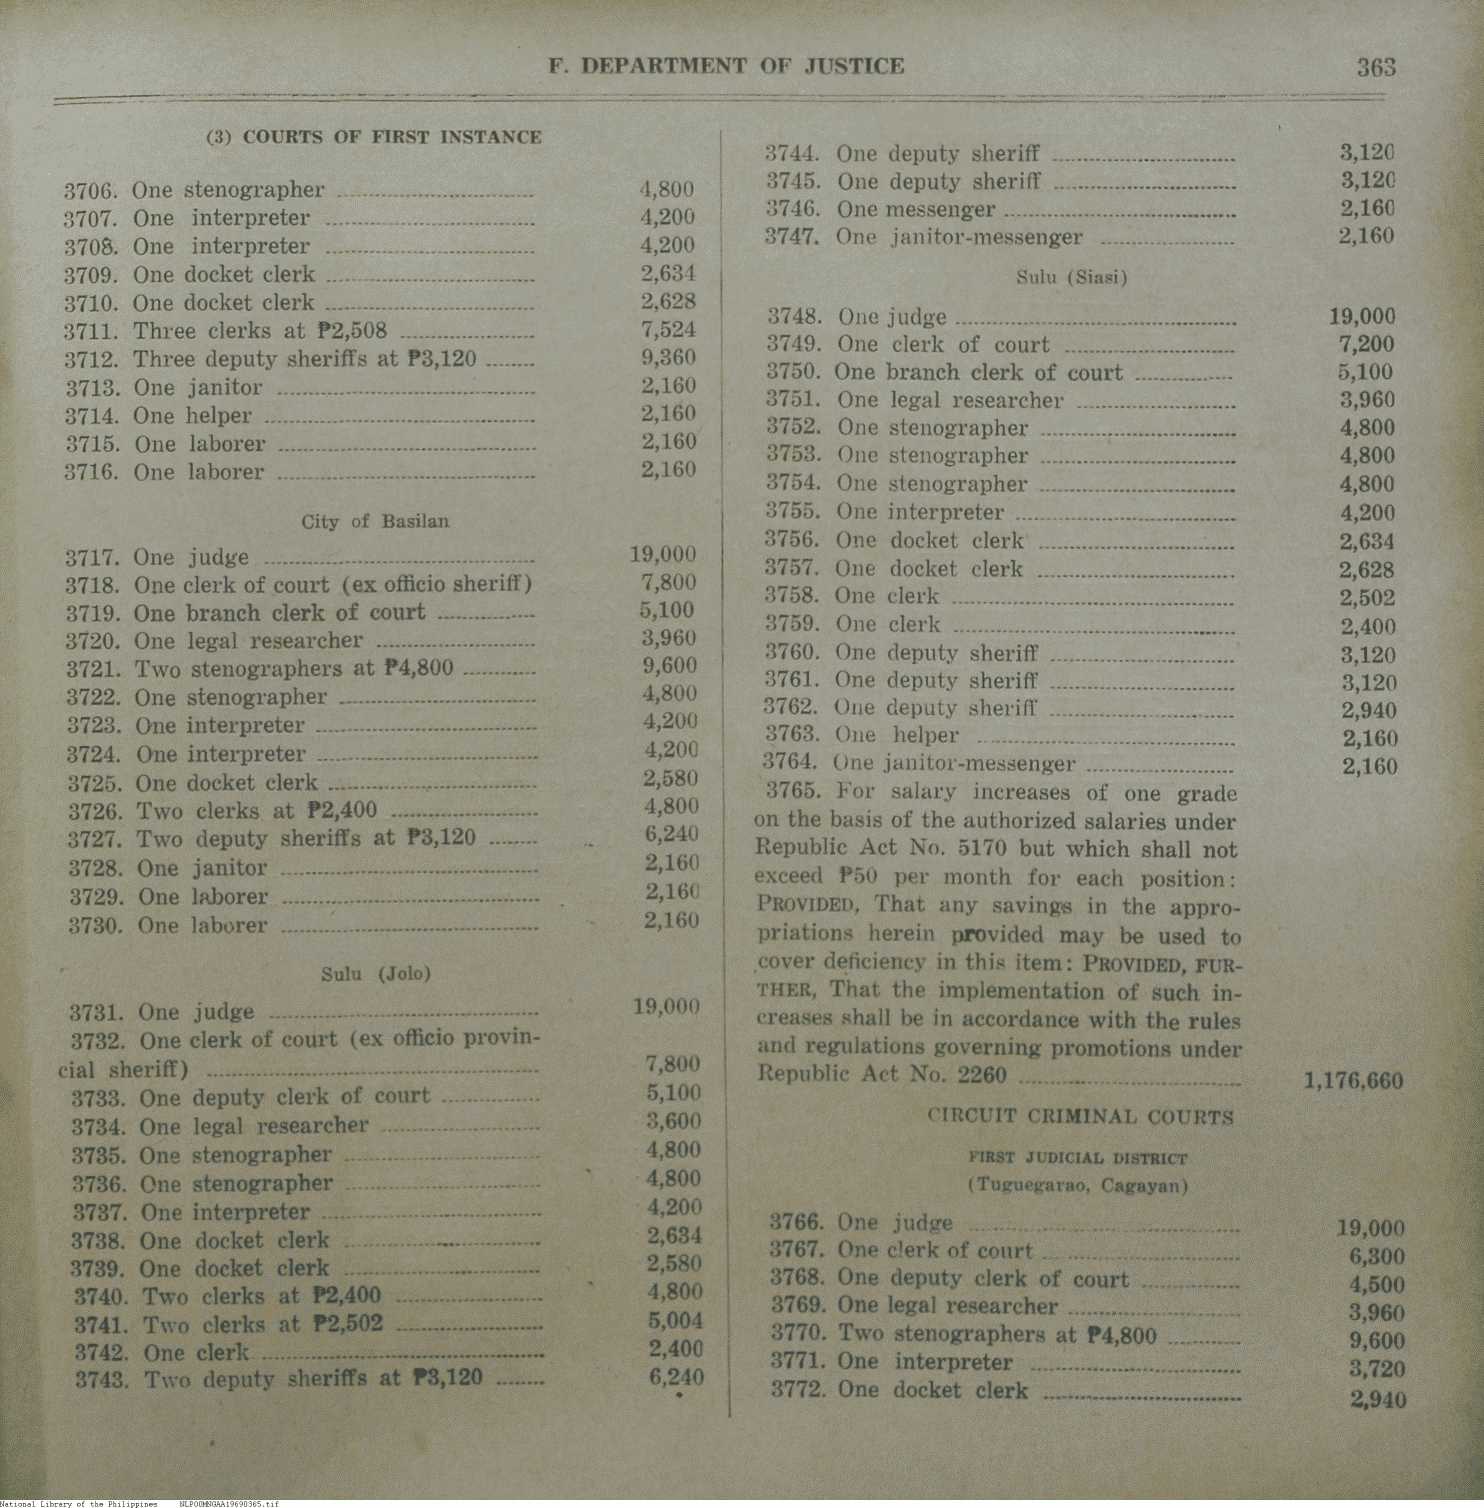 F. DEPARTMENT OF JUSTICE 363
(3) COURTS OF FIRST INSTANCE
3706. One stenographer 4,800
3707. One interpreter 4,200
3708. One interpreter 4,200
3709. One docket clerk 2,634
3710. One docket clerk 2,628
3711. Three clerks at ₱2,508 7,524
3712. Three deputy sheriffs at ₱3,120 9,360
3713. One janitor 2,160
3714. One helper 2,160
3715. One laborer 2,160
3716. One laborer 2,160
City of Basilan
3717. One judge 19,000
3718. One clerk of court (ex officio sheriff) 7,800
3719. One branch clerk of court 5,100
3720. One legal researcher 3,960
3721. Two stenographers at ₱4,800 9,600
3722. One stenographer 4,800
3723. One interpreter 4,200
3724. One interpreter 4,200
3725. One docket clerk 2,580
3726. Two clerks at ₱2,400 4,800
3727. Two deputy sheriffs at ₱3,120 6,240
3728. One janitor 2,160
3729. One laborer 2,160
3730. One laborer 2,160
Sulu (Jolo)
3731. One judge 19,000
3732. One clerk of court (ex officio provin-
cial sheriff) 7,800
3733. One deputy clerk of court 5,100
3734. One legal researcher 3,600
3735. One stenographer 4,800
3736. One stenographer 4,800
3737. One interpreter 4,200
3738. One docket clerk 2,634
3739. One docket clerk 2,580
3740. Two clerks at ₱2,400 4,800
3741. Two clerks at ₱2,502 5,004
3742. One clerk 2,400
3743. Two deputy sheriffs at ₱3,120 6,240
3744. One deputy sheriff 3,120
3745. One deputy sheriff 3,120
3746. One messenger 2,160
3747. One janitor-messenger 2,160
Sulu (Siasi)
3748. One judge 19,000
3749. One clerk of court 7,200
3750. One branch clerk of court 5,100
3751. One legal researcher 3,960
3752. One stenographer 4,800
3753. One stenographer 4,800
3754. One stenographer 4,800
3755. One interpreter 4,200
3756. One docket clerk 2,634
3757. One docket clerk 2,628
3758. One clerk 2,502
3759. One clerk 2,400
3760. One deputy sheriff 3,120
3761. One deputy sheriff 3,120
3762. One deputy sheriff 2,940
3763. One helper 2,160
3764. One janitor-messenger 2,160
3765. For salary increases of one grade
on the basis of the authorized salaries under
Republic Act No. 5170 but which shall not
exceed ₱50 per month for each position:
PROVIDED, That any savings in the appro-
priations herein provided may be used to
cover deficiency in this item: PROVIDED, FUR-
THER, That the implementation of such in-
creases shall be in accordance with the rules
and regulations governing promotions under
Republic Act No. 2260 1,176,660
CIRCUIT CRIMINAL COURTS
FIRST JUDICIAL DISTRICT
(Tuguegarao, Cagayan)
3766. One judge 19,000
3767. One clerk of court 6,300
3768. One deputy clerk of court 4,500
3769. One legal researcher 3,960
3770. Two stenographers at ₱4,800 9,600
3771. One interpreter 3,720
3772. One docket clerk 2,940
National Library of the Philippines NLPOOMNGAA19690365.tif